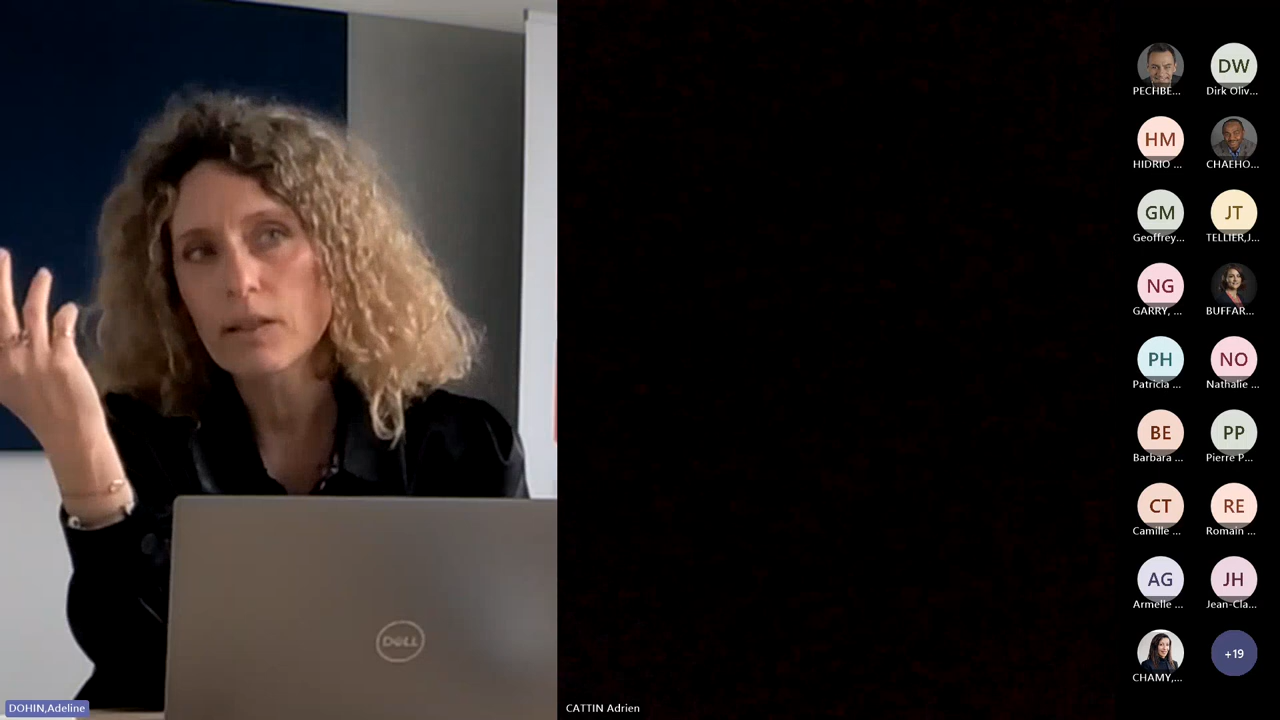 DELL
DOHIN,Adeline
CATTIN Adrien
PECHBE...
DW
Dirk Oliv...
HM
HIDRIO ...
CHAEHO...
GM
Geoffrey...
JT
TELLIER,J...
NG
GARRY, ...
BUFFAR...
PH
Patricia ...
NO
Nathalie ...
BE
Barbara ...
PP
Pierre P...
CT
Camille ...
RE
Romain ...
AG
Armelle ...
JH
Jean-Cla...
CHAMY,...
+19